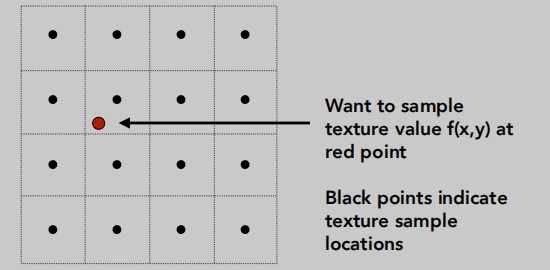 Want to sample
texture value f(x,y) at
red point
Black points indicate
texture sample
locations